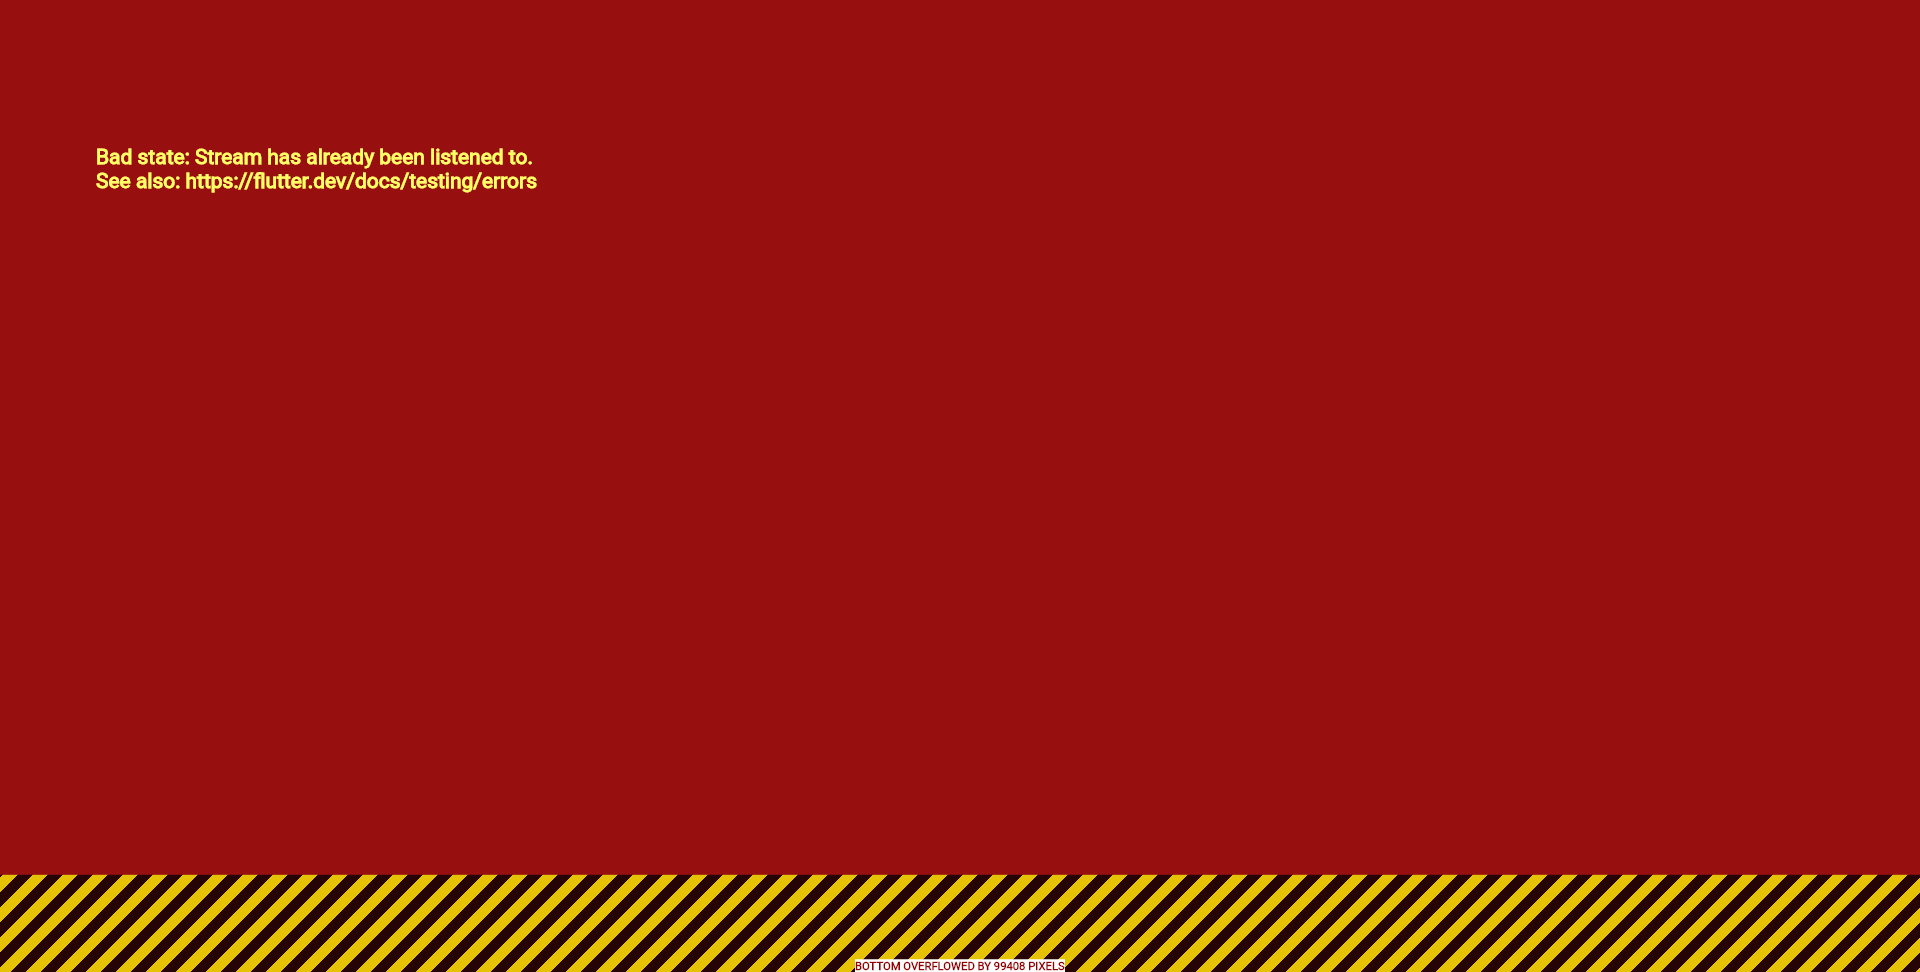 Bad state: Stream has already been listened to.
See also: https://flutter.dev/docs/testing/errors
BOTTOM OVERFLOWED BY 99408 PIXELS